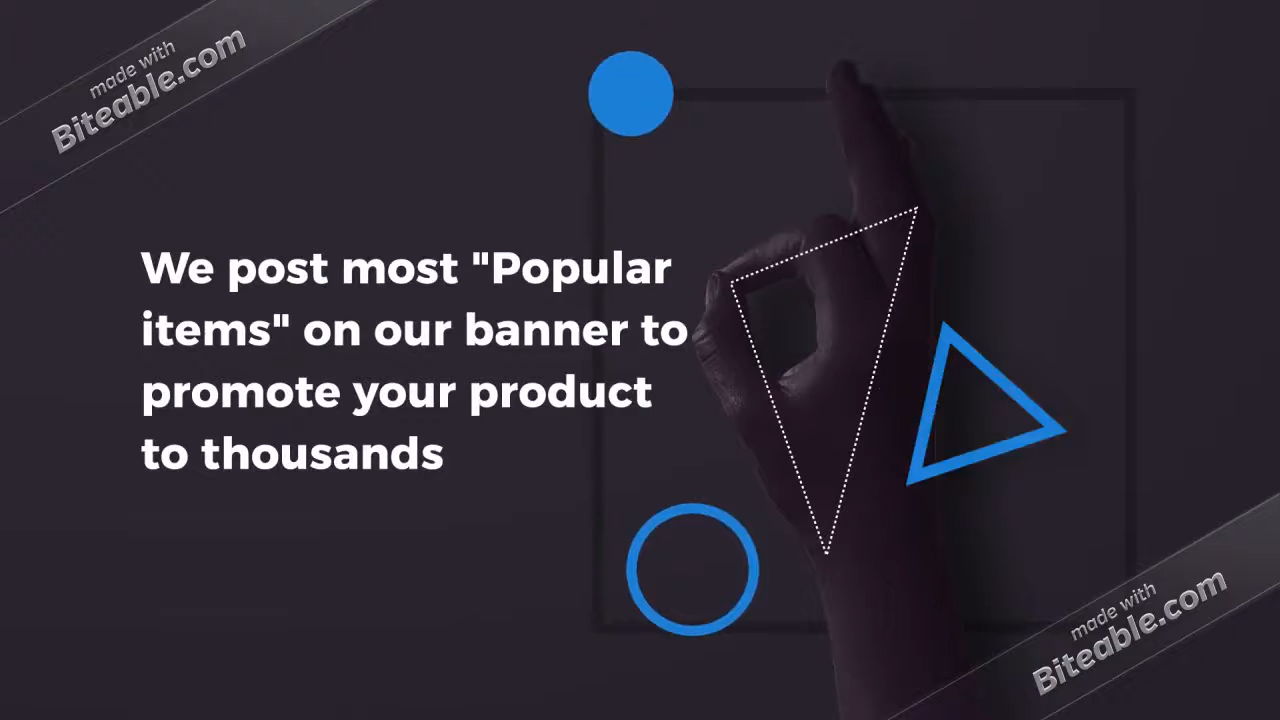 made with
Biteable.com
We post most "Popular
items" on our banner to
promote your product
to thousands
made with
Biteable.com